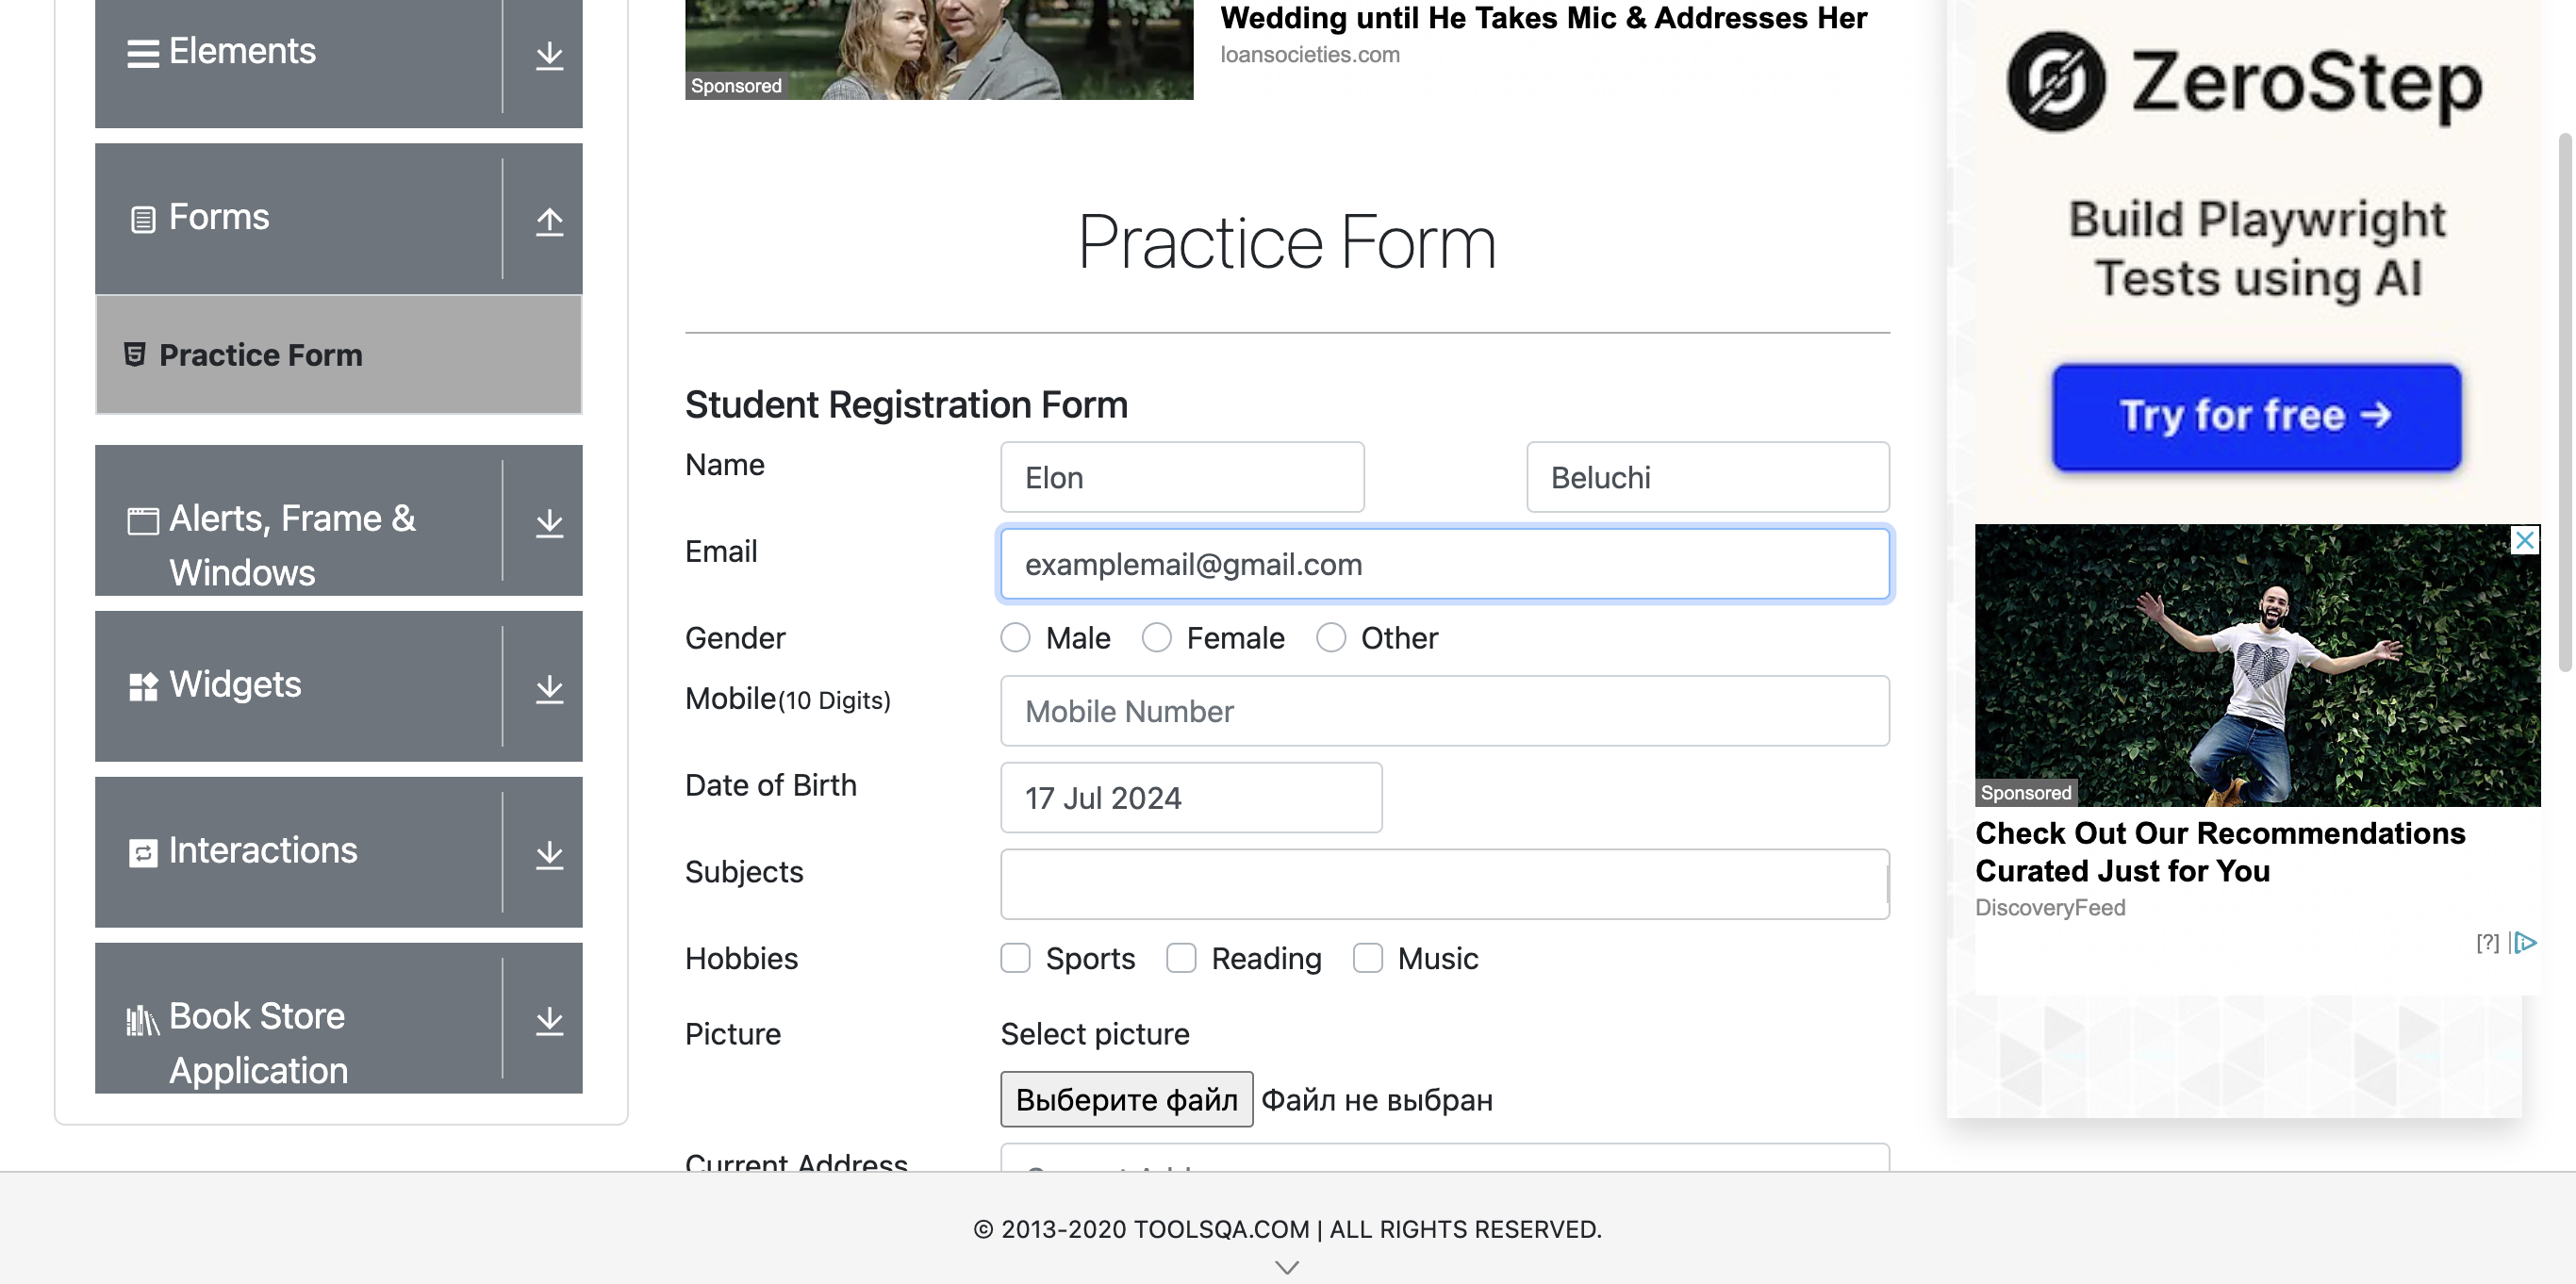 Elements
Forms
Practice Form
Alerts, Frame &
Windows
Widgets
Interactions
Book Store
Application
Wedding until He Takes Mic & Addresses Her
loansocieties.com
Sponsored
Practice Form
Student Registration Form
Name
Elon
Beluchi
Email
examplemail@gmail.com
Gender
Male
Female
Other
Mobile(10 Digits)
Mobile Number
Date of Birth
17 Jul 2024
Subjects
Hobbies
Sports
Reading
Music
Picture
Select picture
Выберите файл Файл не выбран
Current Address
ZeroStep
Build Playwright
Tests using AI
Try for free →
Sponsored
Check Out Our Recommendations
Curated Just for You
DiscoveryFeed
[?]
© 2013-2020 TOOLSQA.COM | ALL RIGHTS RESERVED.